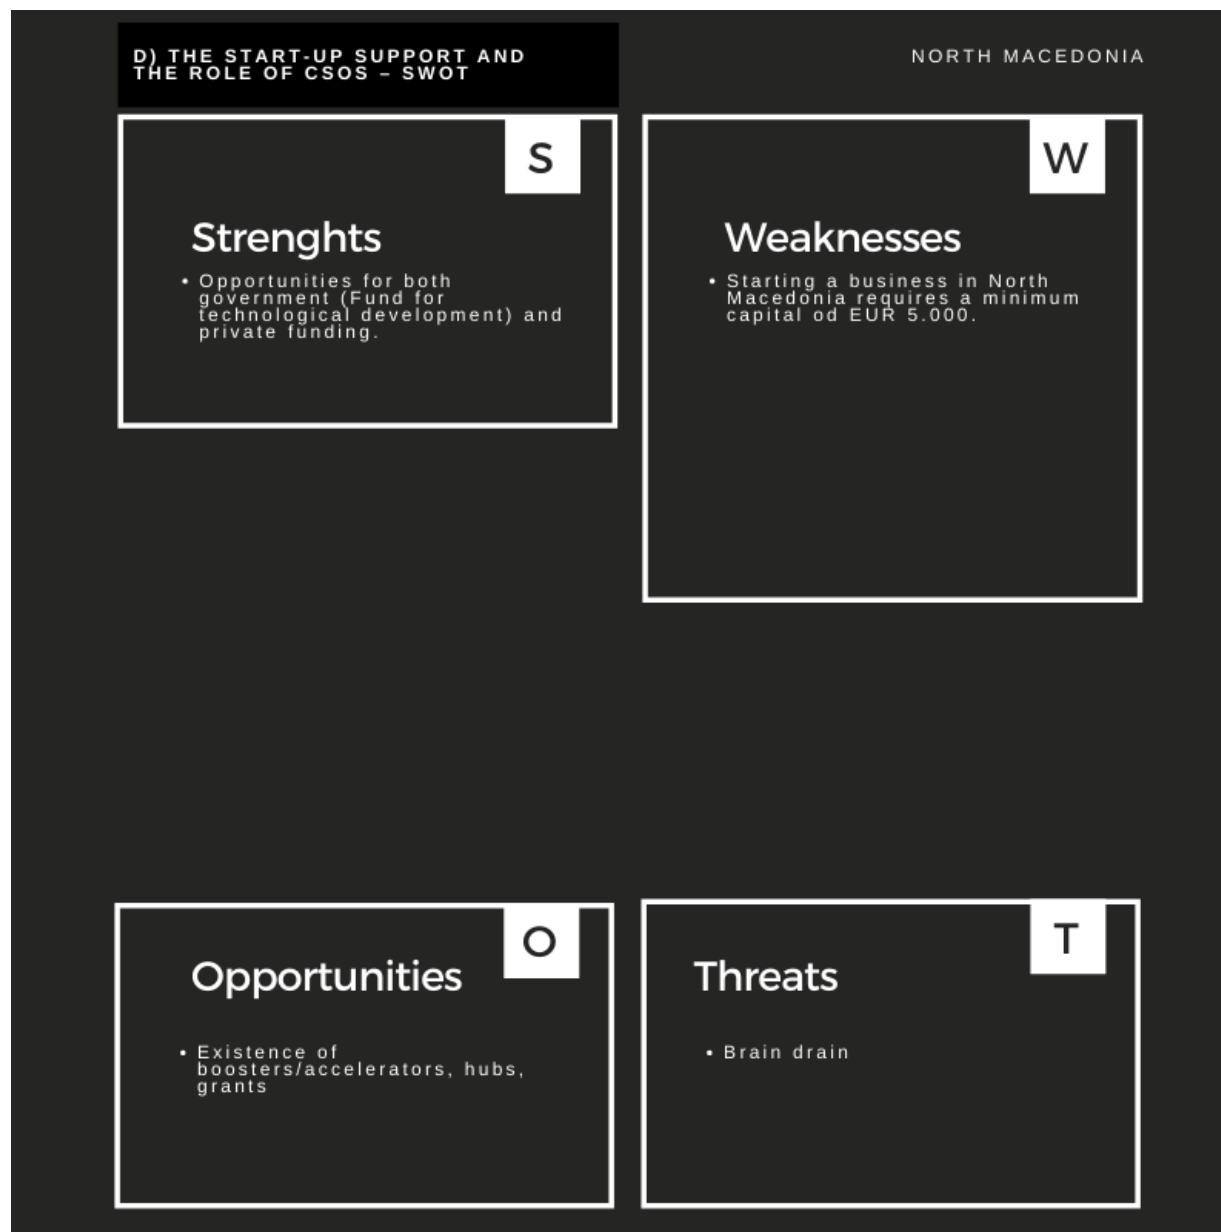 D) THE START-UP SUPPORT AND
THE ROLE OF CSOS – SWOT
NORTH MACEDONIA
S
Strenghts
• Opportunities for both
government (Fund for
technological development) and
private funding.
W
Weaknesses
• Starting a business in North
Macedonia requires a minimum
capital od EUR 5.000.
O
Opportunities
• Existence of
boosters/accelerators, hubs,
grants
T
Threats
• Brain drain